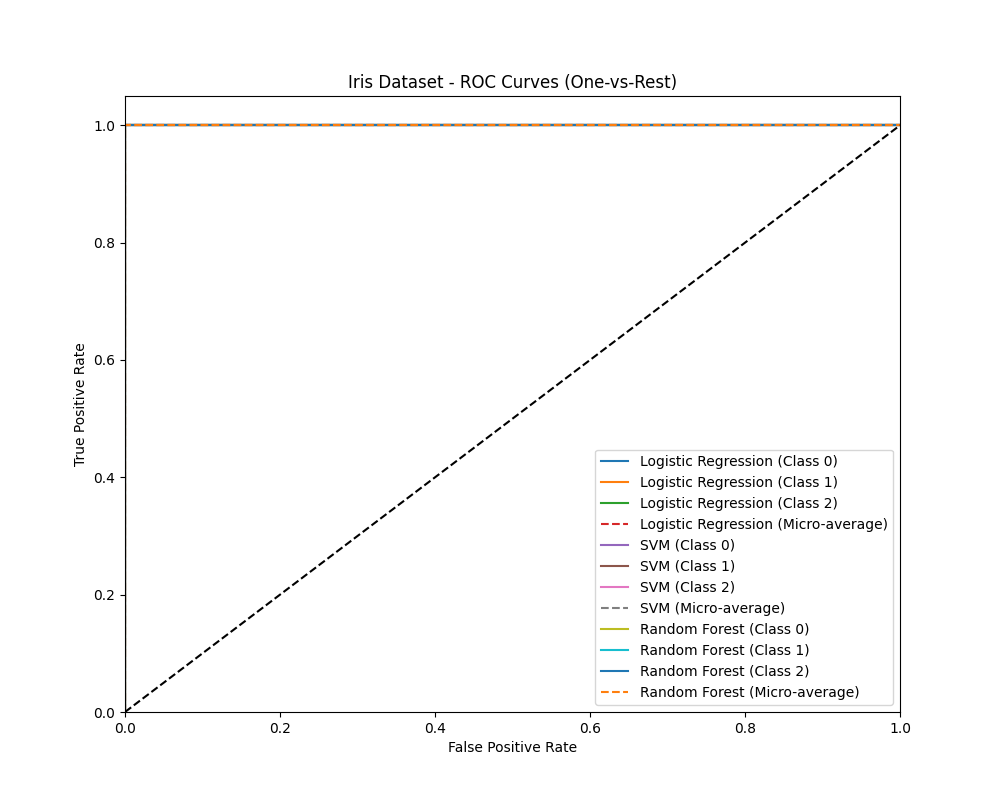 Iris Dataset - ROC Curves (One-vs-Rest)
True Positive Rate
1.0
0.8
0.6
0.4
0.2
0.0
Logistic Regression (Class 0)
Logistic Regression (Class 1)
Logistic Regression (Class 2)
Logistic Regression (Micro-average)
SVM (Class 0)
SVM (Class 1)
SVM (Class 2)
SVM (Micro-average)
Random Forest (Class 0)
Random Forest (Class 1)
Random Forest (Class 2)
Random Forest (Micro-average)
0.0 0.2 0.4 0.6 0.8 1.0
False Positive Rate